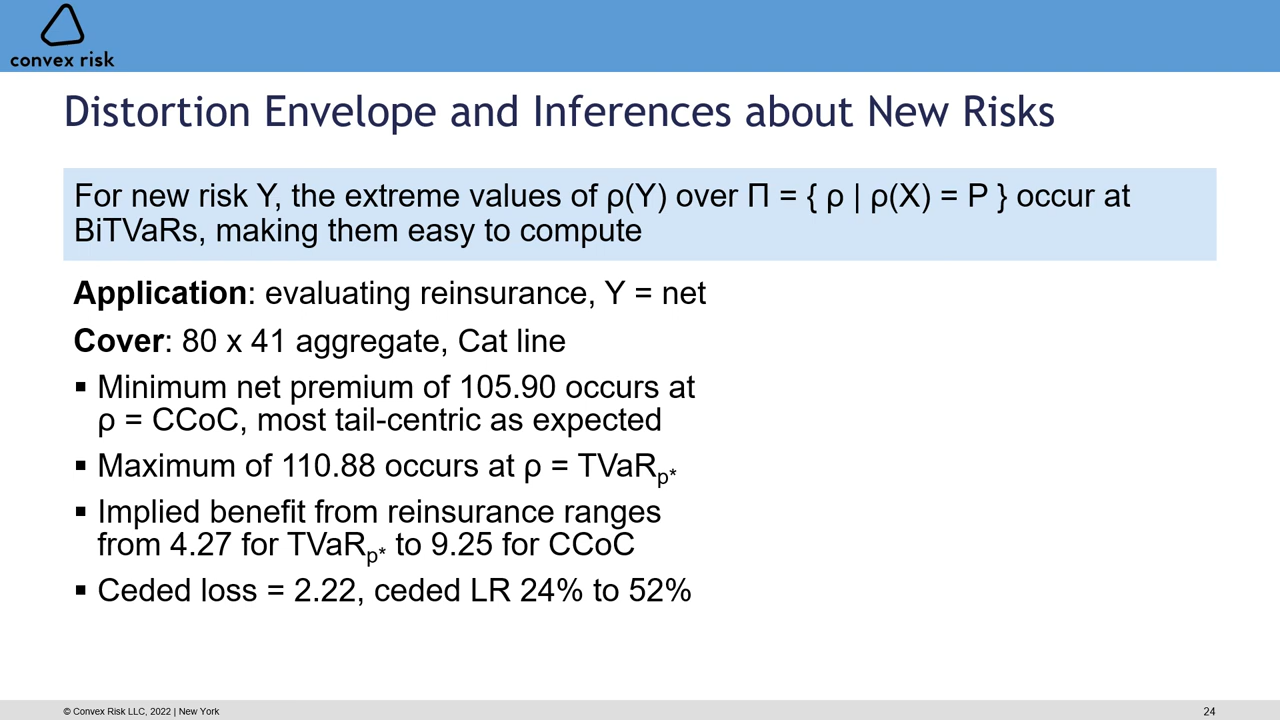 convex risk
Distortion Envelope and Inferences about New Risks
For new risk Y, the extreme values of ρ(Y) over Π = { ρ | ρ(X) = P } occur at
BiTVaRs, making them easy to compute
Application: evaluating reinsurance, Y = net
Cover: 80 x 41 aggregate, Cat line
▪ Minimum net premium of 105.90 occurs at
ρ = CCoC, most tail-centric as expected
▪ Maximum of 110.88 occurs at ρ = TVaRp*
▪ Implied benefit from reinsurance ranges
from 4.27 for TVaRp* to 9.25 for CCoC
▪ Ceded loss = 2.22, ceded LR 24% to 52%
© Convex Risk LLC, 2022 | New York
24